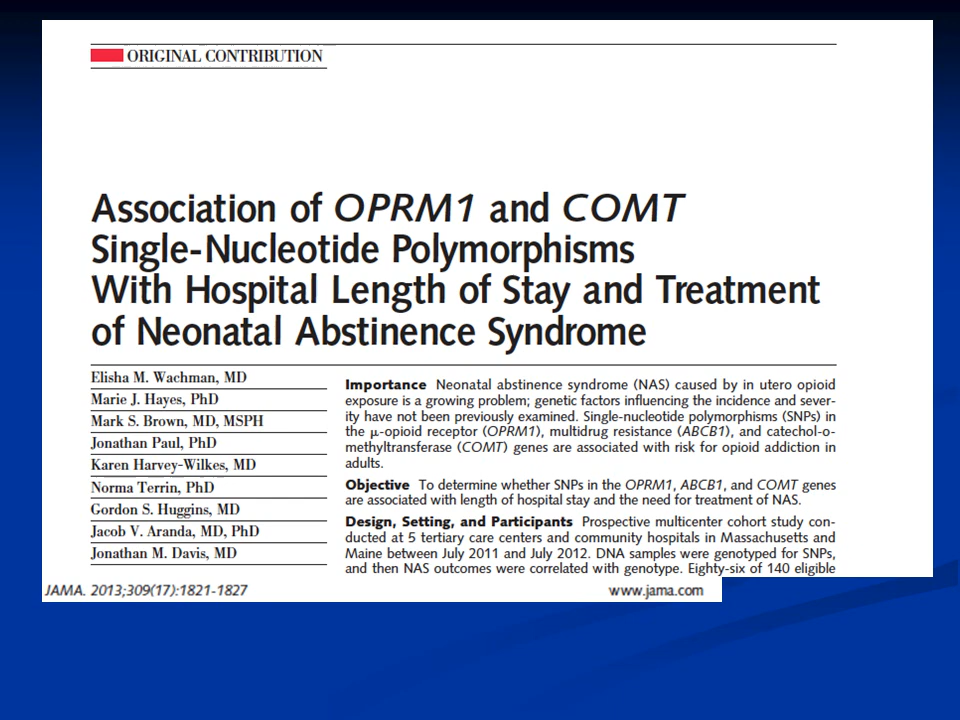 ORIGINAL CONTRIBUTION
Association of OPRM1 and COMT
Single-Nucleotide Polymorphisms
With Hospital Length of Stay and Treatment
of Neonatal Abstinence Syndrome
Elisha M. Wachman, MD
Marie J. Hayes, PhD
Mark S. Brown, MD, MSPH
Jonathan Paul, PhD
Karen Harvey-Wilkes, MD
Norma Terrin, PhD
Gordon S. Huggins, MD
Jacob V. Aranda, MD, PhD
Jonathan M. Davis, MD
Importance Neonatal abstinence syndrome (NAS) caused by in utero opioid
exposure is a growing problem; genetic factors influencing the incidence and sever-
ity have not been previously examined. Single-nucleotide polymorphisms (SNPs) in
the μ-opioid receptor (OPRM1), multidrug resistance (ABCB1), and catechol-o-
methyltransferase (COMT) genes are associated with risk for opioid addiction in
adults.
Objective To determine whether SNPs in the OPRM1, ABCB1, and COMT genes
are associated with length of hospital stay and the need for treatment of NAS.
Design, Setting, and Participants Prospective multicenter cohort study con-
ducted at 5 tertiary care centers and community hospitals in Massachusetts and
Maine between July 2011 and July 2012. DNA samples were genotyped for SNPs,
and then NAS outcomes were correlated with genotype. Eighty-six of 140 eligible
JAMA. 2013;309(17):1821-1827
www.jama.com